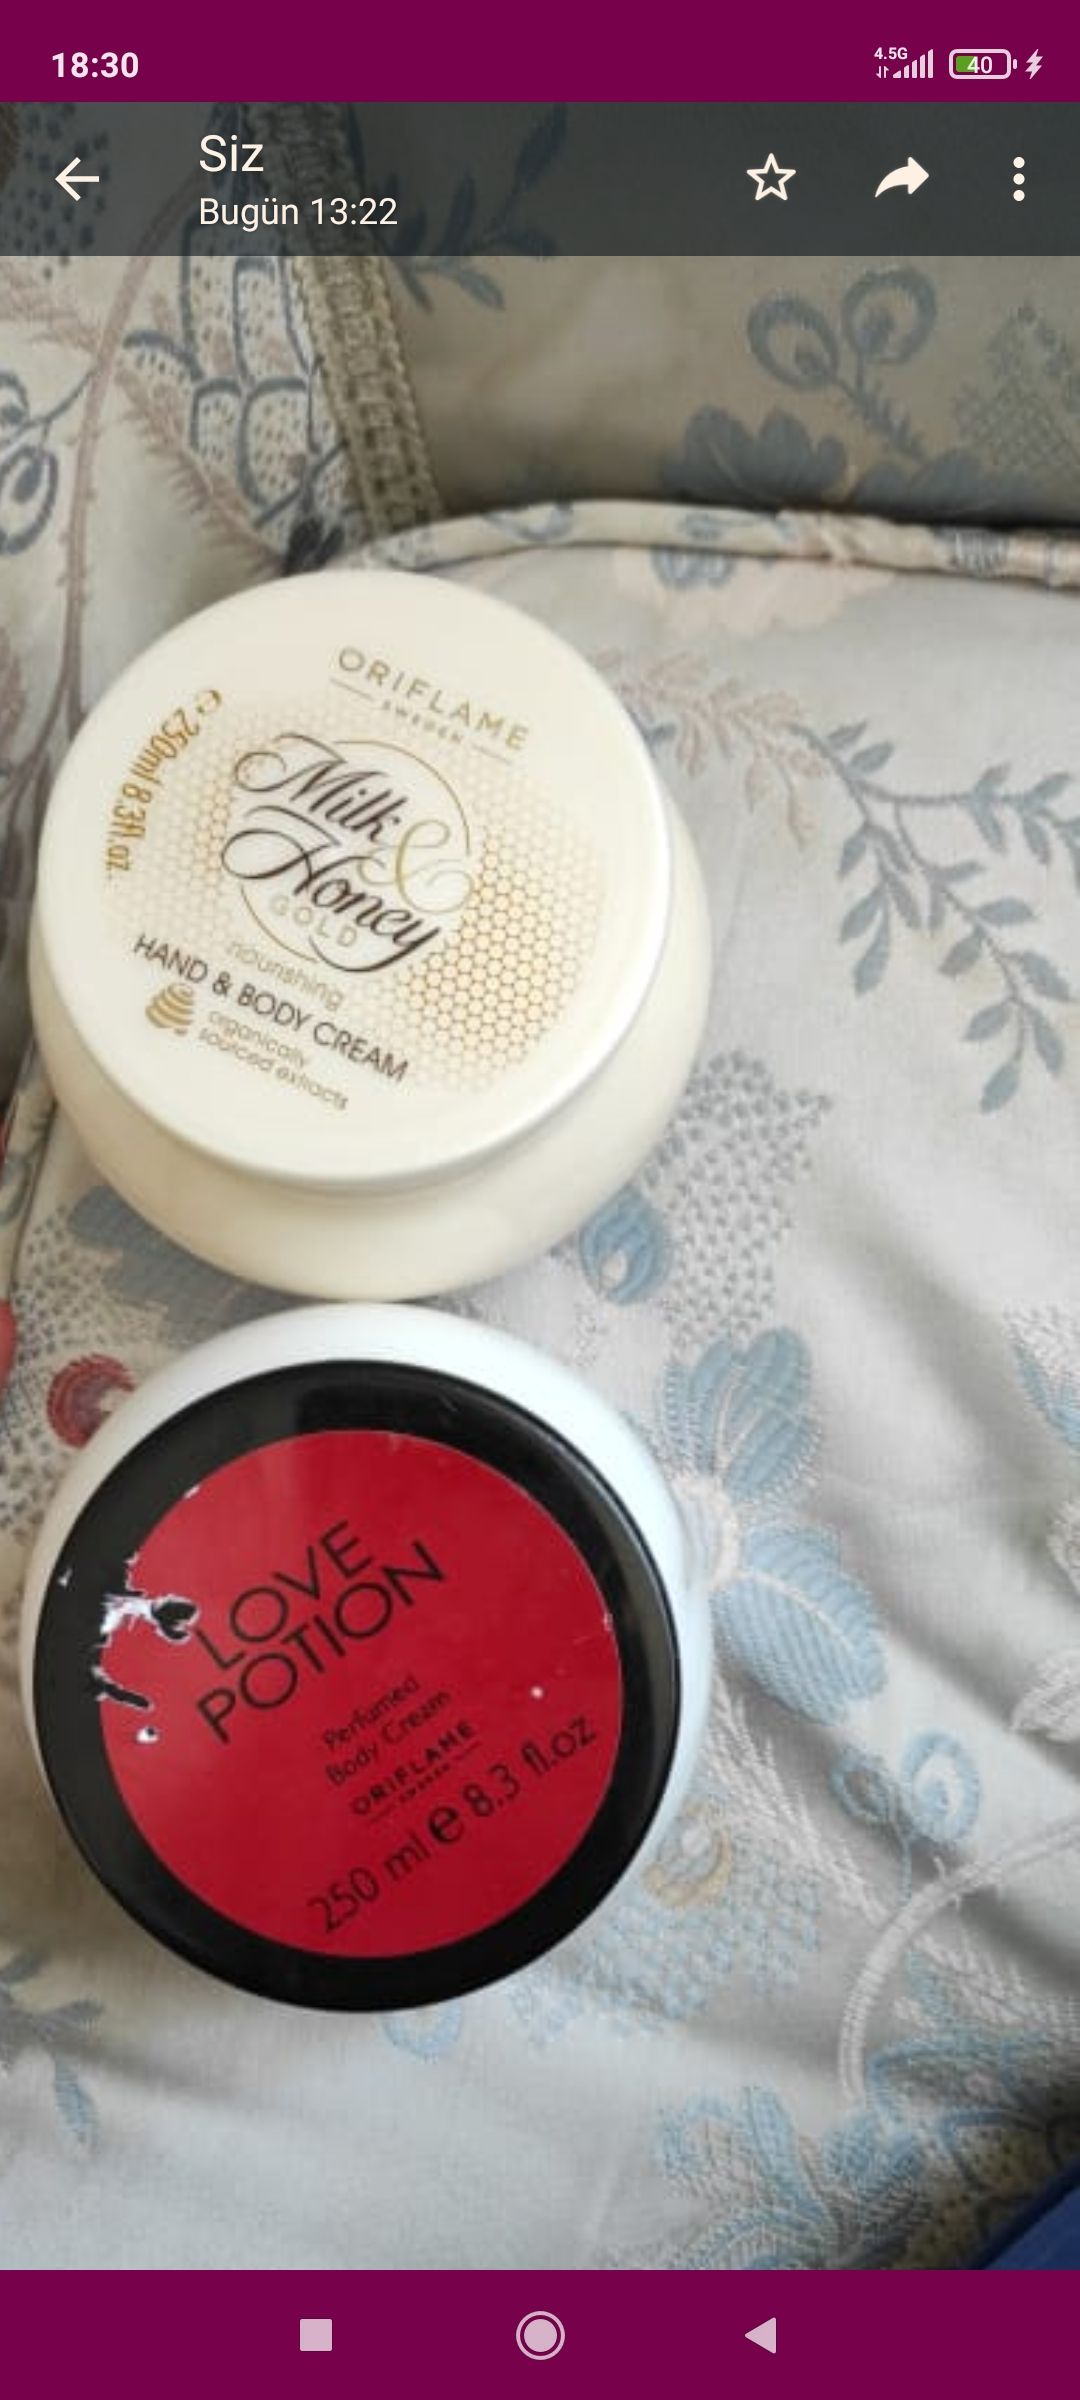 18:30
4.5G
40
Siz
Bugün 13:22
ORIFLAME
SWEDEN
e 250ml 8.3fl.oz.
Milk &
Honey
GOLD
nourishing
HAND & BODY CREAM
organically
sourced extracts
LOVE
POTION
Perfumed
Body Cream
ORIFLAME
SWEDEN
250 ml e 8.3 fl.oz